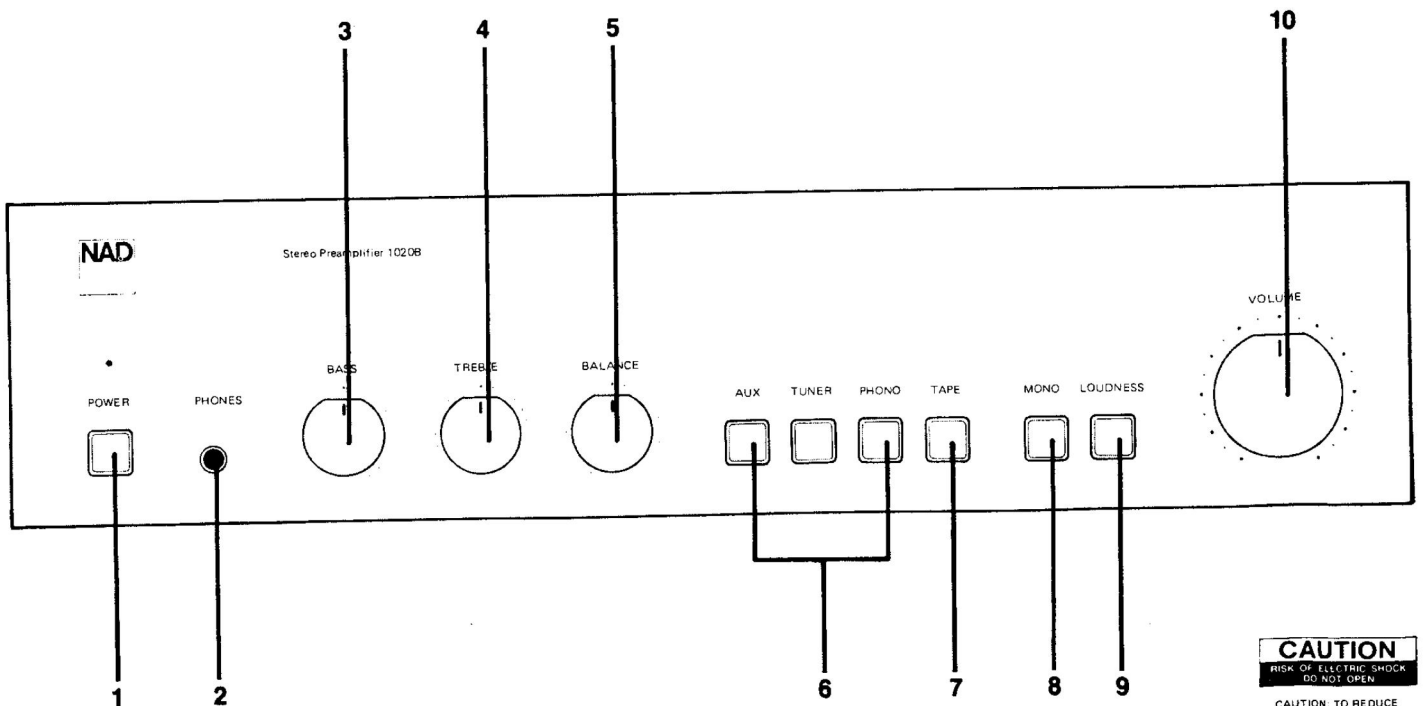 3 4 5 10
NAD
Stereo Preamplifier 1020B
VOLUME
BASS TREBLE BALANCE
POWER PHONES AUX TUNER PHONO TAPE MONO LOUDNESS
CAUTION
RISK OF ELECTRIC SHOCK
DO NOT OPEN
1 2 6 7 8 9
CAUTION: TO REDUCE